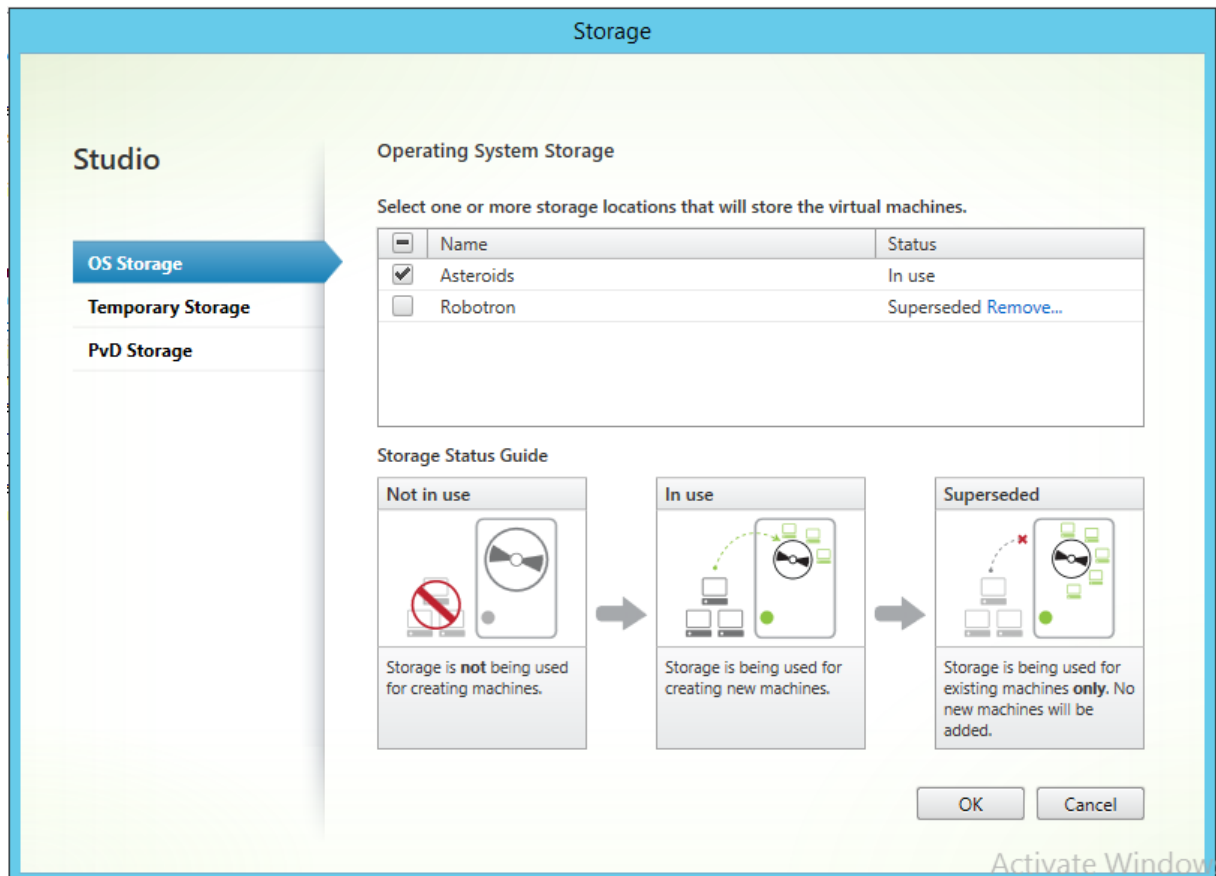 Storage
Studio
OS Storage
Temporary Storage
PvD Storage
Operating System Storage
Select one or more storage locations that will store the virtual machines.
Name Status
Asteroids In use
Robotron Superseded Remove...
Storage Status Guide
Not in use
Storage is not being used
for creating machines.
In use
Storage is being used for
creating new machines.
Superseded
Storage is being used for
existing machines only. No
new machines will be
added.
OK Cancel
Activate Window